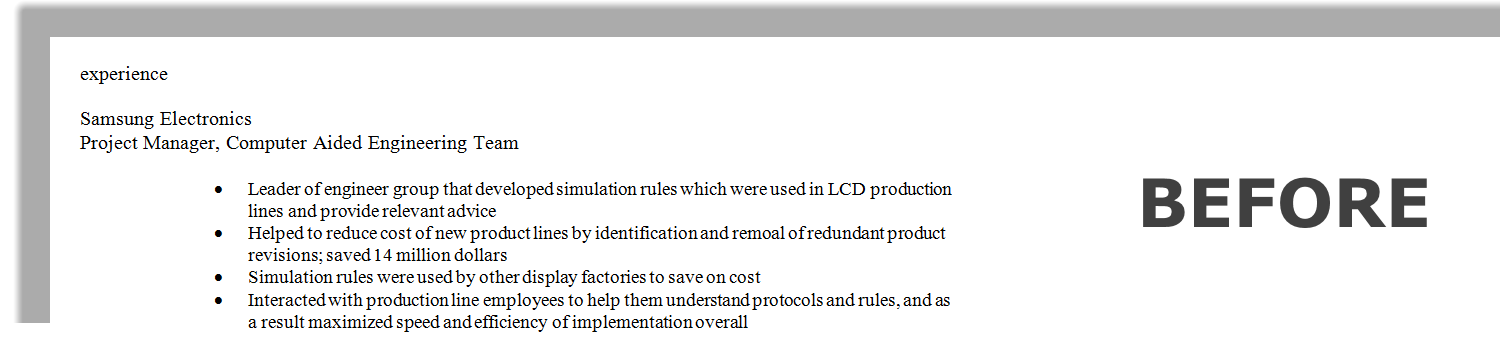 experience
Samsung Electronics
Project Manager, Computer Aided Engineering Team
• Leader of engineer group that developed simulation rules which were used in LCD production
lines and provide relevant advice
• Helped to reduce cost of new product lines by identification and remoal of redundant product
revisions; saved 14 million dollars
• Simulation rules were used by other display factories to save on cost
• Interacted with production line employees to help them understand protocols and rules, and as
a result maximized speed and efficiency of implementation overall
BEFORE